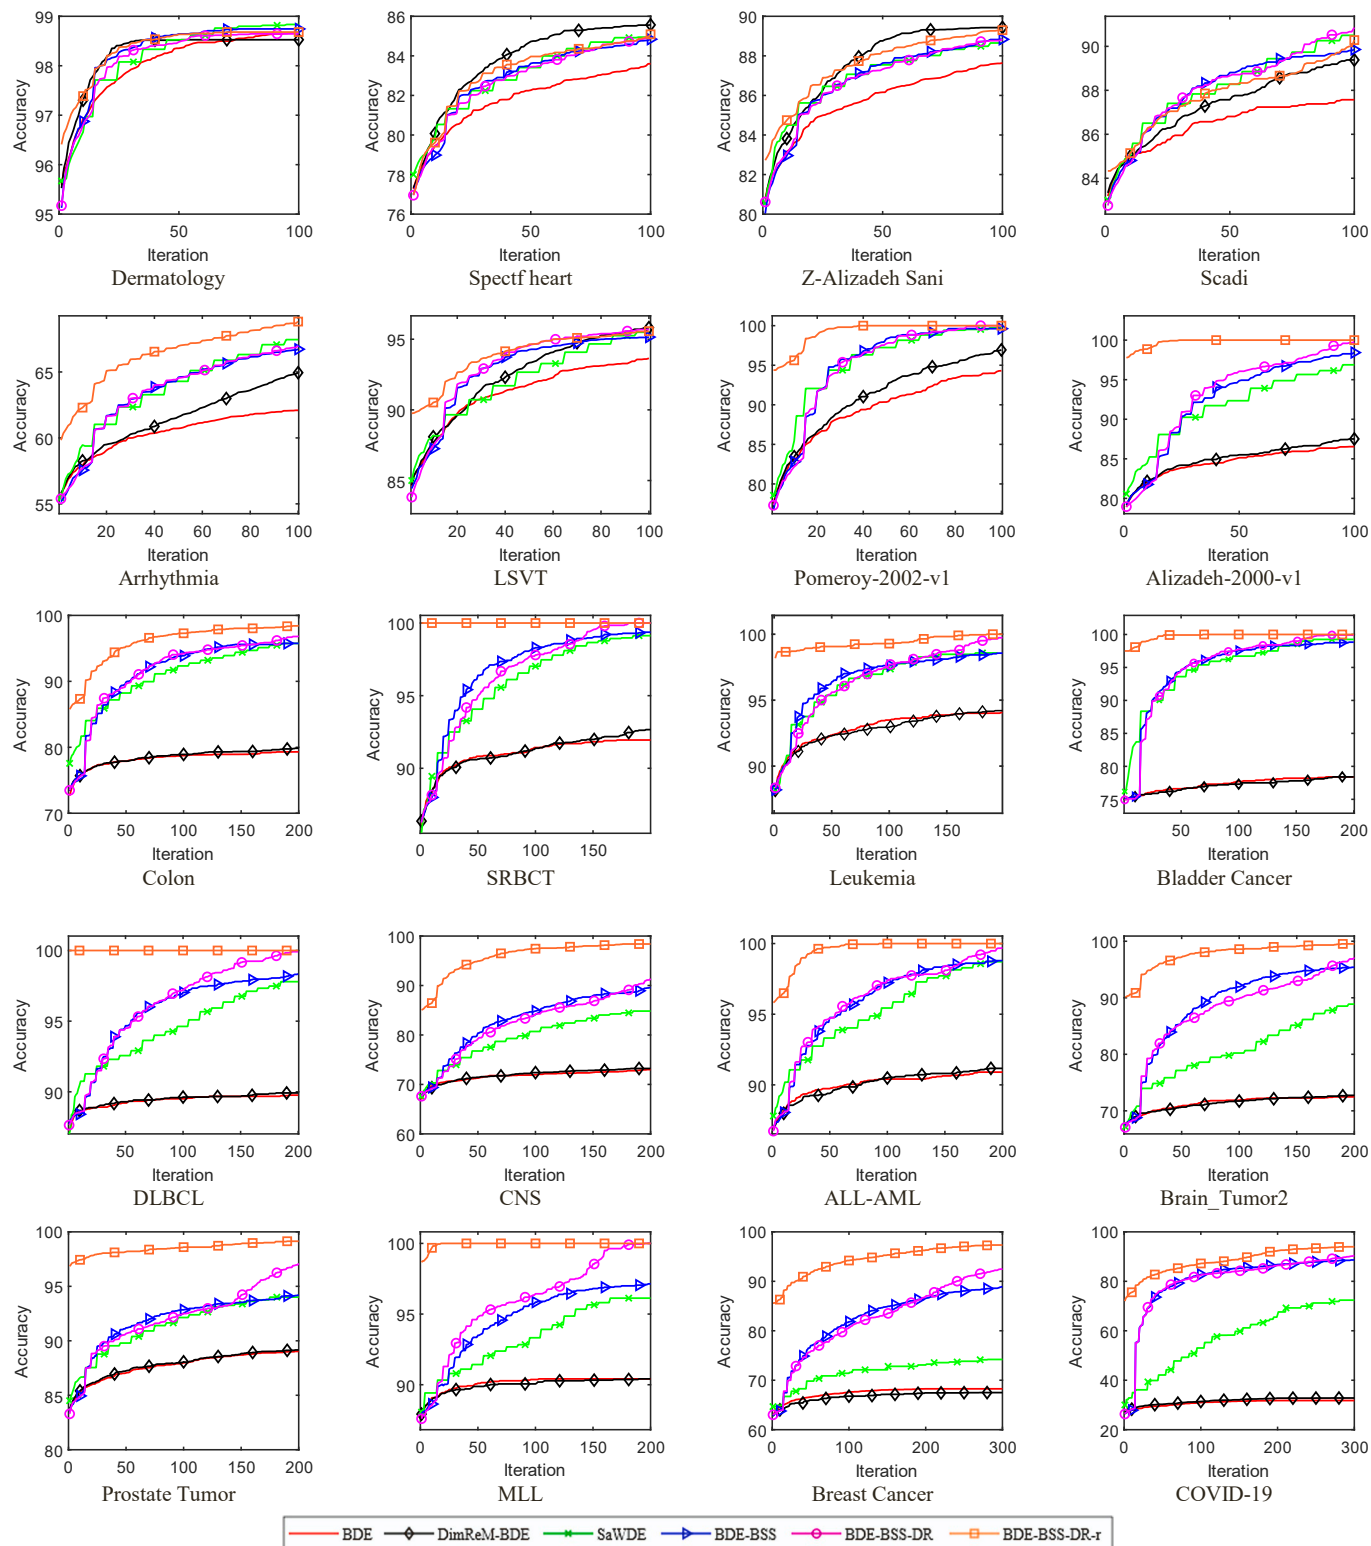 99
98
97
96
95
Accuracy
0
50
100
Iteration
Dermatology
86
84
82
80
78
76
Accuracy
0
50
100
Iteration
Spectf heart
90
88
86
84
82
80
Accuracy
0
50
100
Iteration
Z-Alizadeh Sani
90
88
86
84
Accuracy
0
50
100
Iteration
Scadi
65
60
55
Accuracy
20
40
60
80
100
Iteration
Arrhythmia
95
90
85
Accuracy
20
40
60
80
100
Iteration
LSVT
100
95
90
85
80
Accuracy
20
40
60
80
100
Iteration
Pomeroy-2002-v1
100
95
90
85
80
Accuracy
0
50
100
Iteration
Alizadeh-2000-v1
100
90
80
70
Accuracy
0
50
100
150
200
Iteration
Colon
100
95
90
Accuracy
0
50
100
150
SRBCT
100
95
90
Accuracy
0
50
100
150
Iteration
Leukemia
100
95
90
85
80
75
Accuracy
50
100
150
200
Iteration
Bladder Cancer
100
95
90
Accuracy
50
100
150
200
Iteration
DLBCL
100
90
80
70
60
Accuracy
0
50
100
150
200
Iteration
CNS
100
95
90
Accuracy
0
50
100
150
200
Iteration
ALL-AML
100
90
80
70
Accuracy
0
50
100
150
200
Iteration
Brain_Tumor2
100
95
90
85
80
Accuracy
0
50
100
150
200
Iteration
Prostate Tumor
100
95
90
Accuracy
0
50
100
150
200
Iteration
MLL
100
90
80
70
60
Accuracy
0
100
200
300
Iteration
Breast Cancer
100
80
60
40
20
Accuracy
0
100
200
300
Iteration
COVID-19
BDE DimReM-BDE SaWDE BDE-BSS BDE-BSS-DR BDE-BSS-DR-r